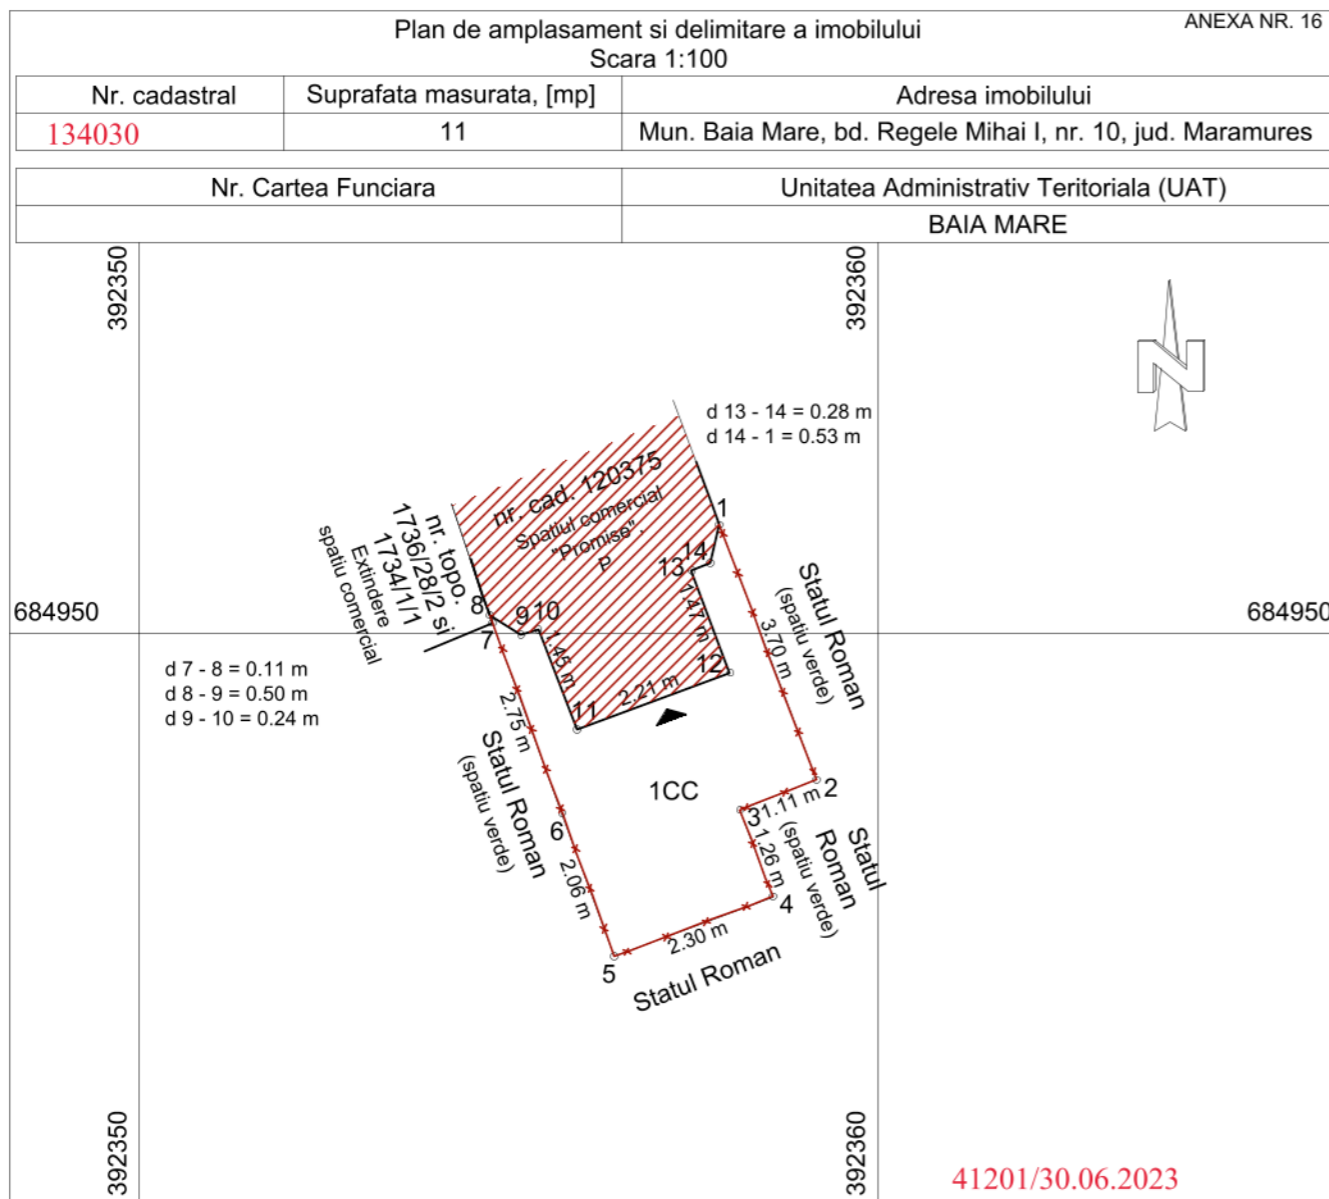 ANEXA NR. 16
Plan de amplasament si delimitare a imobilului
Scara 1:100
Nr. cadastral
Suprafata masurata, [mp]
Adresa imobilului
134030
11
Mun. Baia Mare, bd. Regele Mihai I, nr. 10, jud. Maramures
Nr. Cartea Funciara
Unitatea Administrativ Teritoriala (UAT)
BAIA MARE
392350
392360
N
d 13 - 14 = 0.28 m
d 14 - 1 = 0.53 m
nr. cad. 120375
Spatiul comercial
"Promise".
P
1
14
13
nr. topo.
1736/28/2 si
1734/1/1
Extindere
spatiu comercial
8
9
10
7
684950
684950
1.47 m
1.45 m
12
2.21 m
11
Statul Roman
(spatiu verde)
3.70 m
d 7 - 8 = 0.11 m
d 8 - 9 = 0.50 m
d 9 - 10 = 0.24 m
2.75 m
Statul Roman
(spatiu verde)
1CC
2
1.11 m
3
6
1.26 m
(spatiu verde)
Statul
Roman
2.06 m
4
2.30 m
5
Statul Roman
392350
392360
41201/30.06.2023